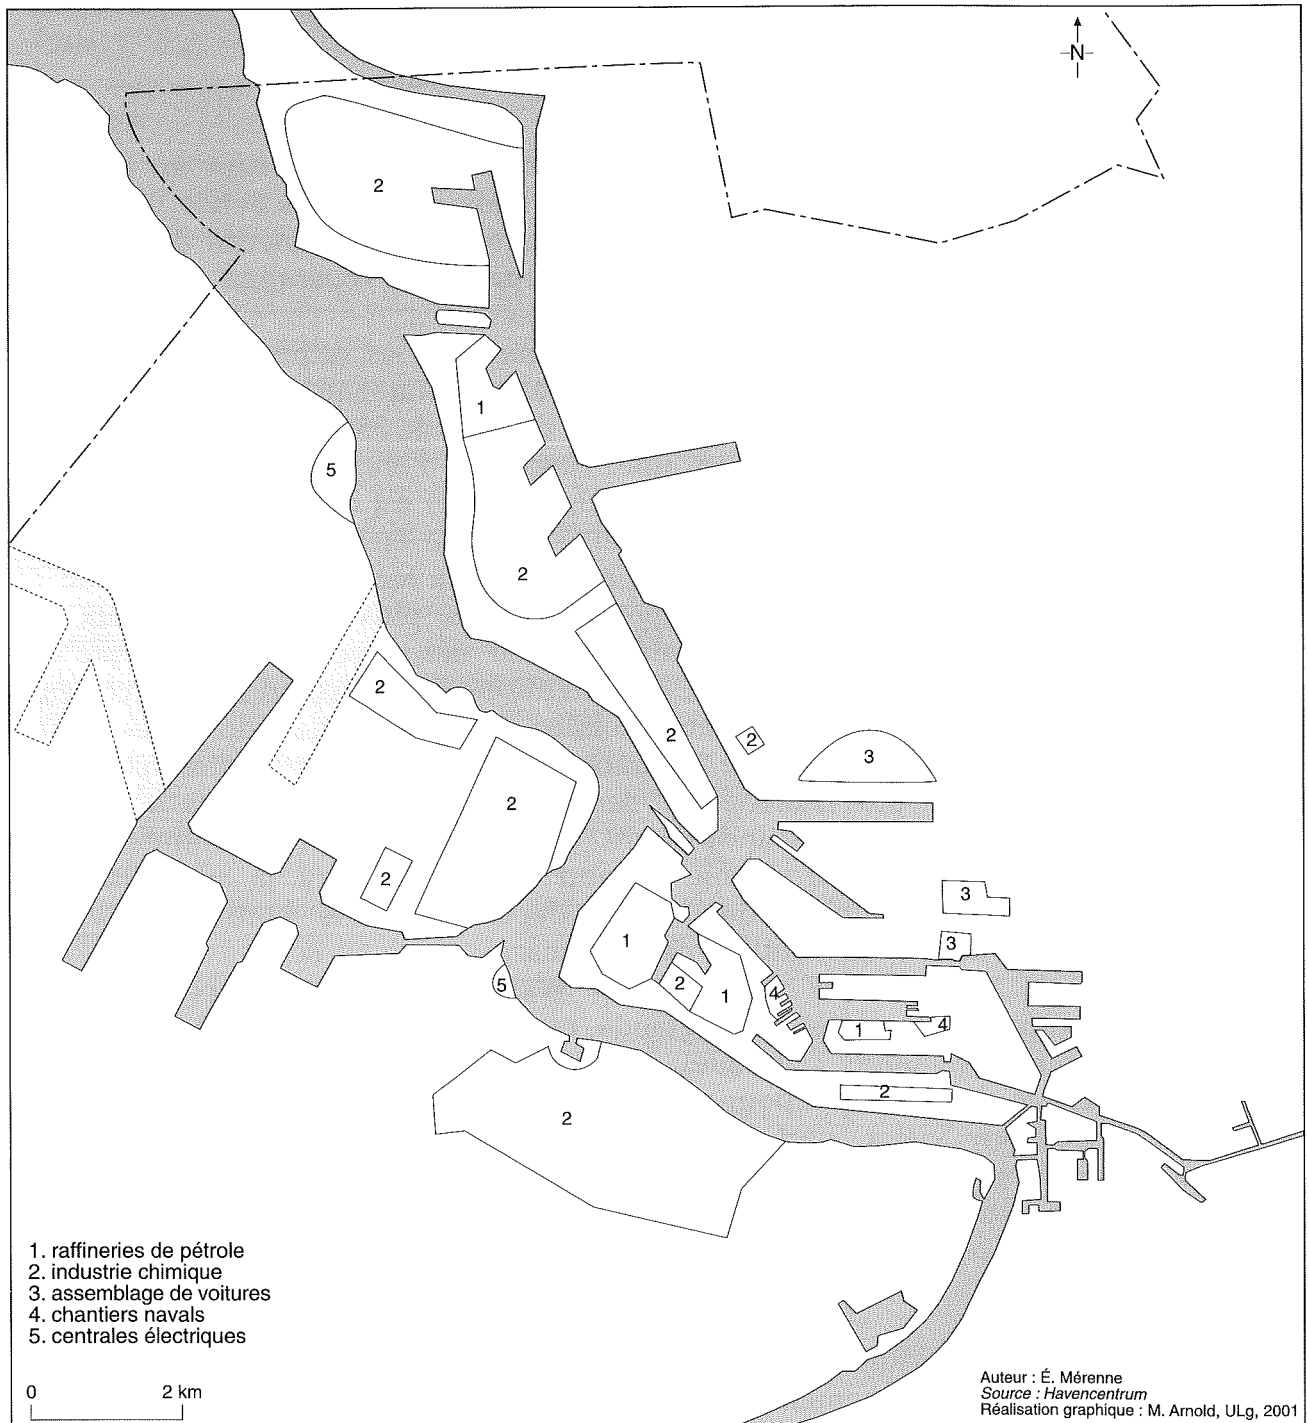 N
2
1
5
2
2
2
2
3
2
2
3
3
1
5
2
1
4
1
4
2
2
1. raffineries de pétrole
2. industrie chimique
3. assemblage de voitures
4. chantiers navals
5. centrales électriques
0 2 km
Auteur : É. Mérenne
Source : Havencentrum
Réalisation graphique : M. Arnold, ULg, 2001